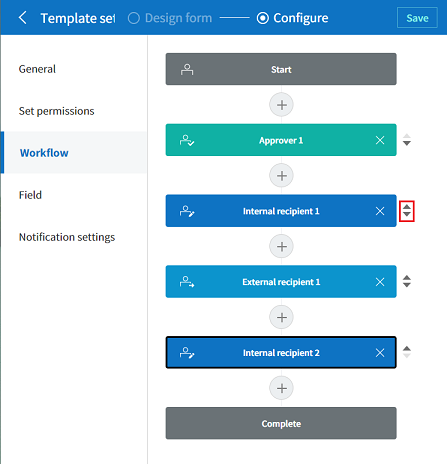 Template set Design form Configure Save
General
Set permissions
Workflow
Field
Notification settings
Start
Approver 1
Internal recipient 1
External recipient 1
Internal recipient 2
Complete